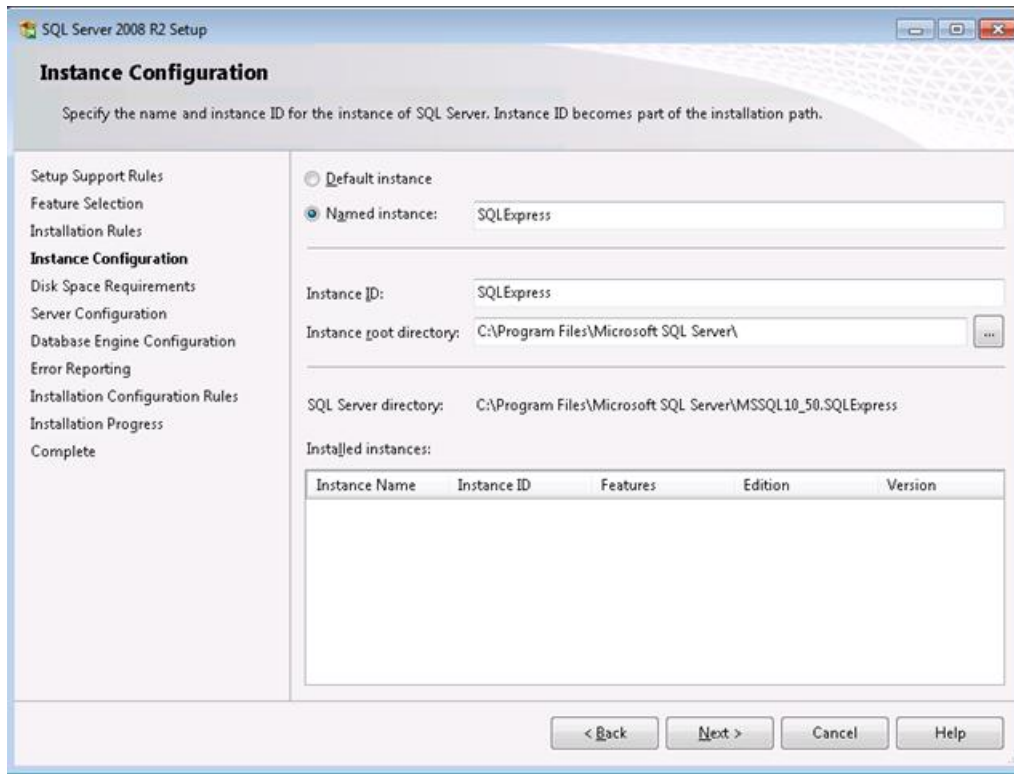 SQL Server 2008 R2 Setup
Instance Configuration
Specify the name and instance ID for the instance of SQL Server. Instance ID becomes part of the installation path.
Setup Support Rules
Feature Selection
Installation Rules
Instance Configuration
Disk Space Requirements
Server Configuration
Database Engine Configuration
Error Reporting
Installation Configuration Rules
Installation Progress
Complete
Default instance
Named instance: SQLExpress
Instance ID: SQLExpress
Instance root directory: C:\Program Files\Microsoft SQL Server\ ...
SQL Server directory: C:\Program Files\Microsoft SQL Server\MSSQL10_50.SQLExpress
Installed instances:
Instance Name Instance ID Features Edition Version
< Back Next > Cancel Help